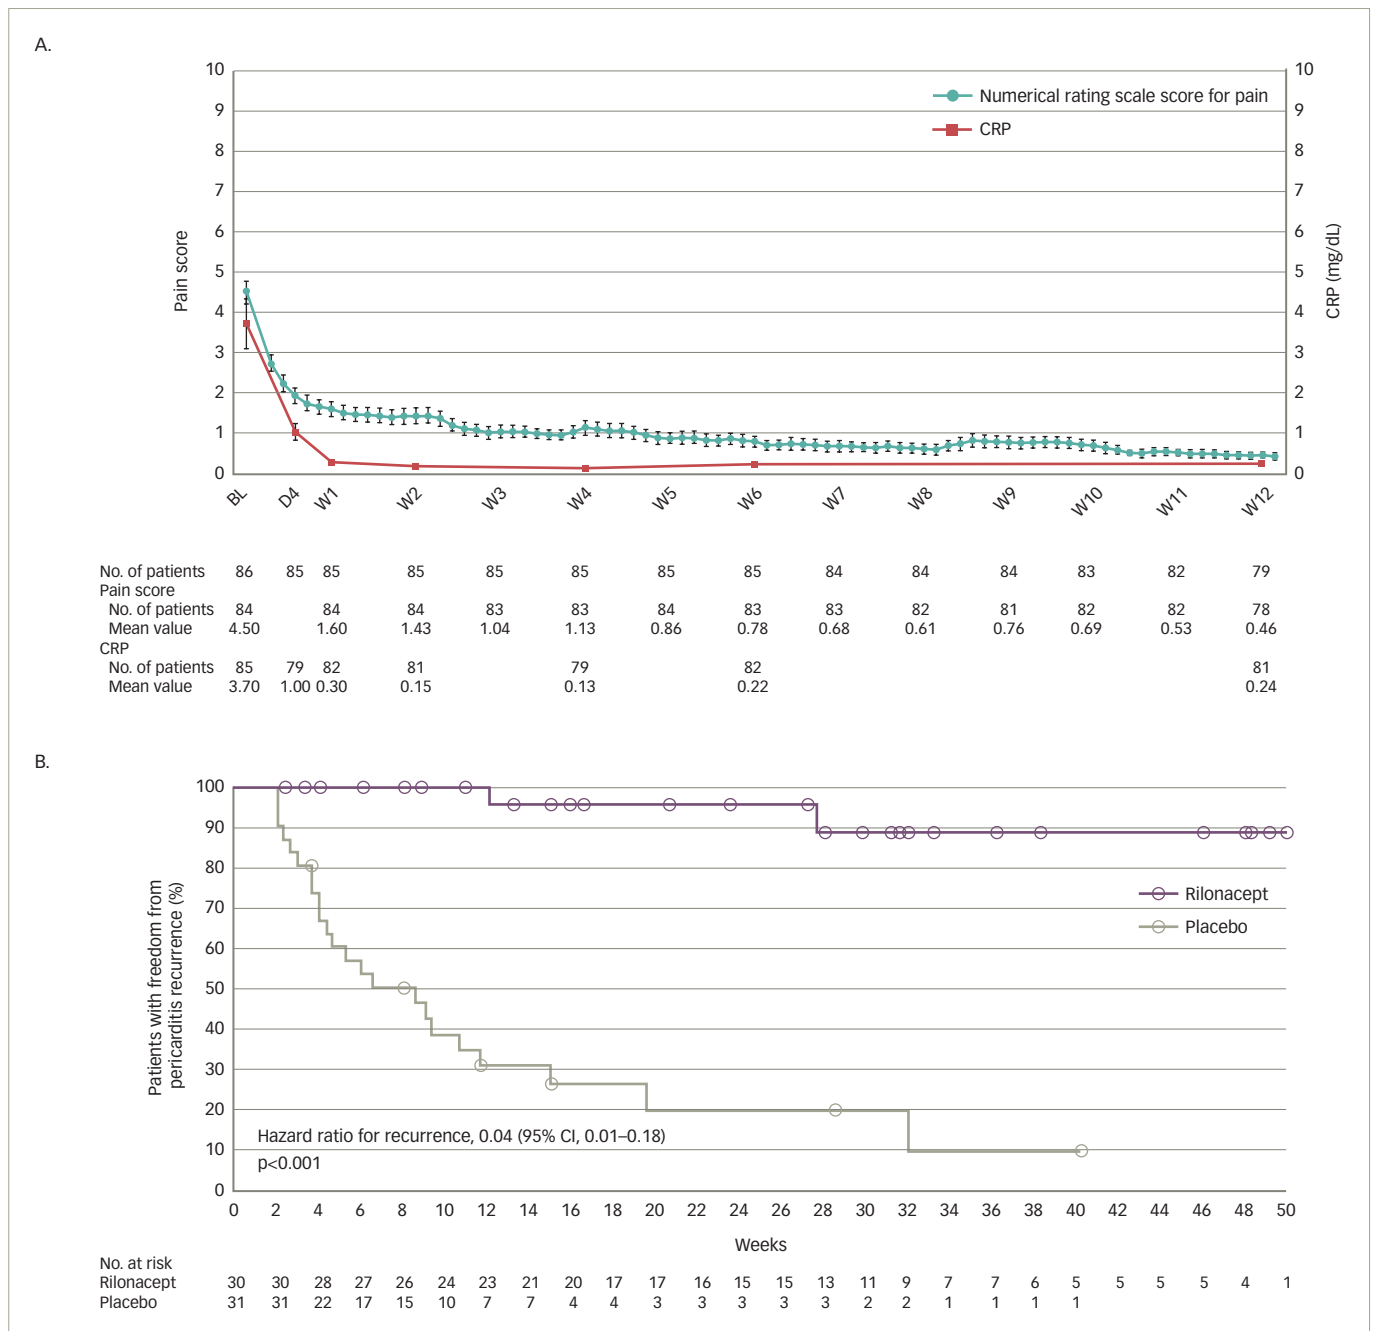 A.
10 10
Numerical rating scale score for pain
9 9
CRP
8 8
7 7
6 6
Pain score
CRP (mg/dL)
5 5
4 4
3 3
2 2
1 1
0 0
BL D4 W1 W2 W3 W4 W5 W6 W7 W8 W9 W10 W11 W12
No. of patients 86 85 85 85 85 85 85 85 84 84 84 83 82 79
Pain score
No. of patients 84 84 84 83 83 84 83 83 82 81 82 82 78
Mean value 4.50 1.60 1.43 1.04 1.13 0.86 0.78 0.68 0.61 0.76 0.69 0.53 0.46
CRP
No. of patients 85 79 82 81 79 82 81
Mean value 3.70 1.00 0.30 0.15 0.13 0.22 0.24
B.
100
90
80
Rilonacept
70
Placebo
60
Patients with freedom from
pericarditis recurrence (%)
50
40
30
20
Hazard ratio for recurrence, 0.04 (95% CI, 0.01–0.18)
10
p<0.001
0
0 2 4 6 8 10 12 14 16 18 20 22 24 26 28 30 32 34 36 38 40 42 44 46 48 50
Weeks
No. at risk
Rilonacept 30 30 28 27 26 24 23 21 20 17 17 16 15 15 13 11 9 7 7 6 5 5 5 5 4 1
Placebo 31 31 22 17 15 10 7 7 4 4 3 3 3 3 3 2 2 1 1 1 1